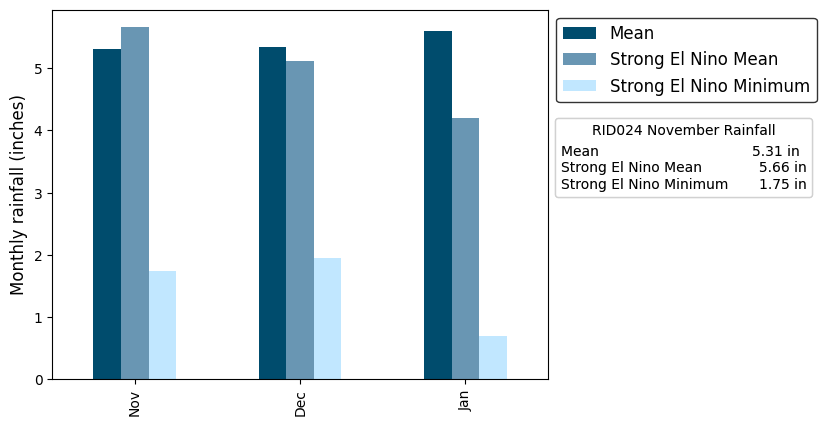 Monthly rainfall (inches)
5
4
3
2
1
0
Nov
Dec
Jan
Mean
Strong El Nino Mean
Strong El Nino Minimum
RID024 November Rainfall
Mean 5.31 in
Strong El Nino Mean 5.66 in
Strong El Nino Minimum 1.75 in